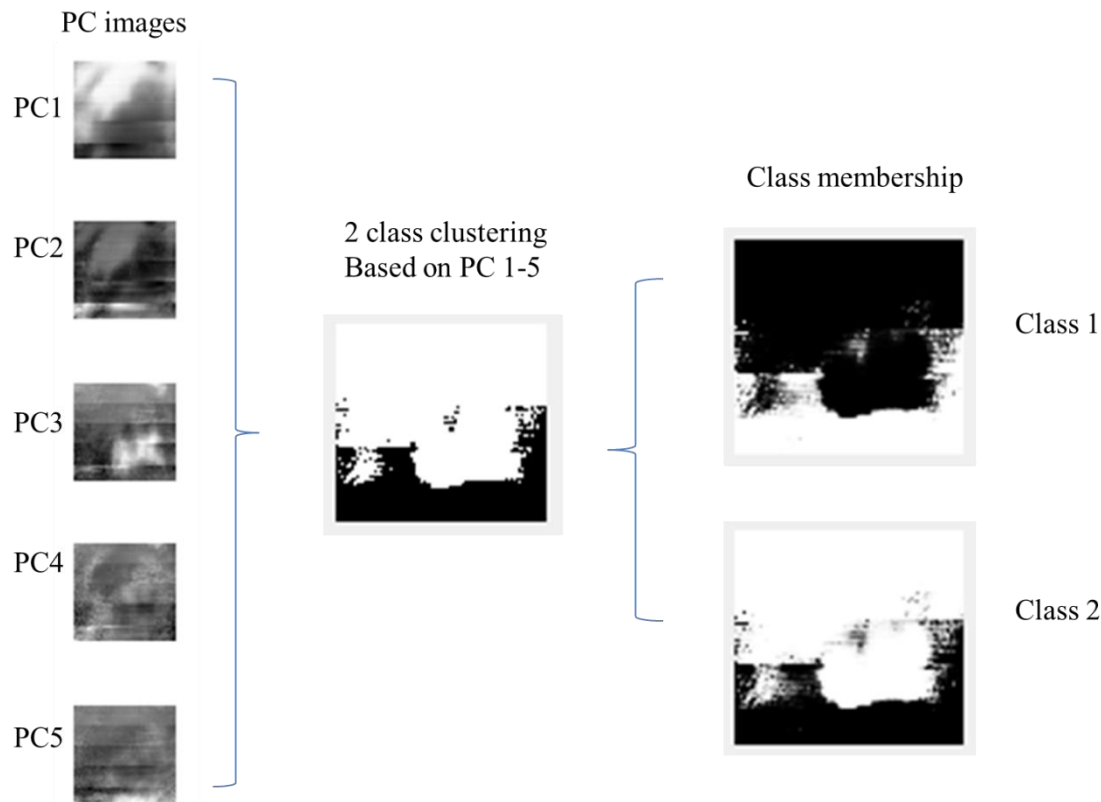 PC images
PC1
PC2
PC3
PC4
PC5
2 class clustering
Based on PC 1-5
Class membership
Class 1
Class 2